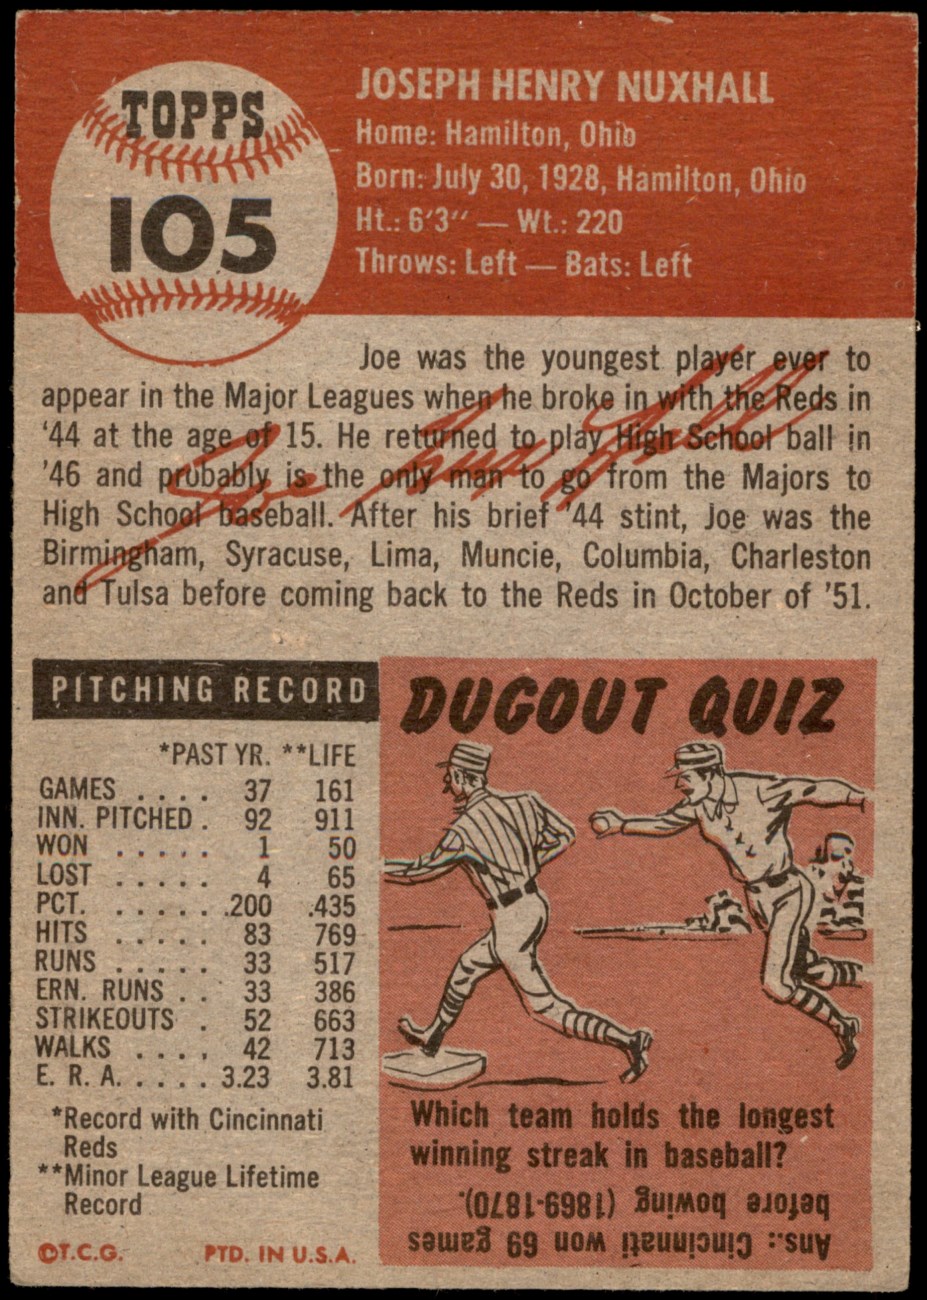 TOPPS
105
JOSEPH HENRY NUXHALL
Home: Hamilton, Ohio
Born: July 30, 1928, Hamilton, Ohio
Ht.: 6'3" — Wt.: 220
Throws: Left — Bats: Left
Joe was the youngest player ever to
appear in the Major Leagues when he broke in with the Reds in
'44 at the age of 15. He returned to play High School ball in
'46 and probably is the only man to go from the Majors to
High School baseball. After his brief '44 stint, Joe was the
Birmingham, Syracuse, Lima, Muncie, Columbia, Charleston
and Tulsa before coming back to the Reds in October of '51.
Joe Nuxhall
PITCHING RECORD
*PAST YR. **LIFE
GAMES . . . . 37 161
INN. PITCHED . 92 911
WON . . . . . 1 50
LOST . . . . . 4 65
PCT. . . . . . .200 .435
HITS . . . . . 83 769
RUNS . . . . . 33 517
ERN. RUNS . . 33 386
STRIKEOUTS . 52 663
WALKS . . . . 42 713
E. R. A. . . . . 3.23 3.81
*Record with Cincinnati
Reds
**Minor League Lifetime
Record
©T.C.G. PTD. IN U.S.A.
DUGOUT QUIZ
Which team holds the longest
winning streak in baseball?
Ans.: Cincinnati won 69 games
before bowing (1869-1870).